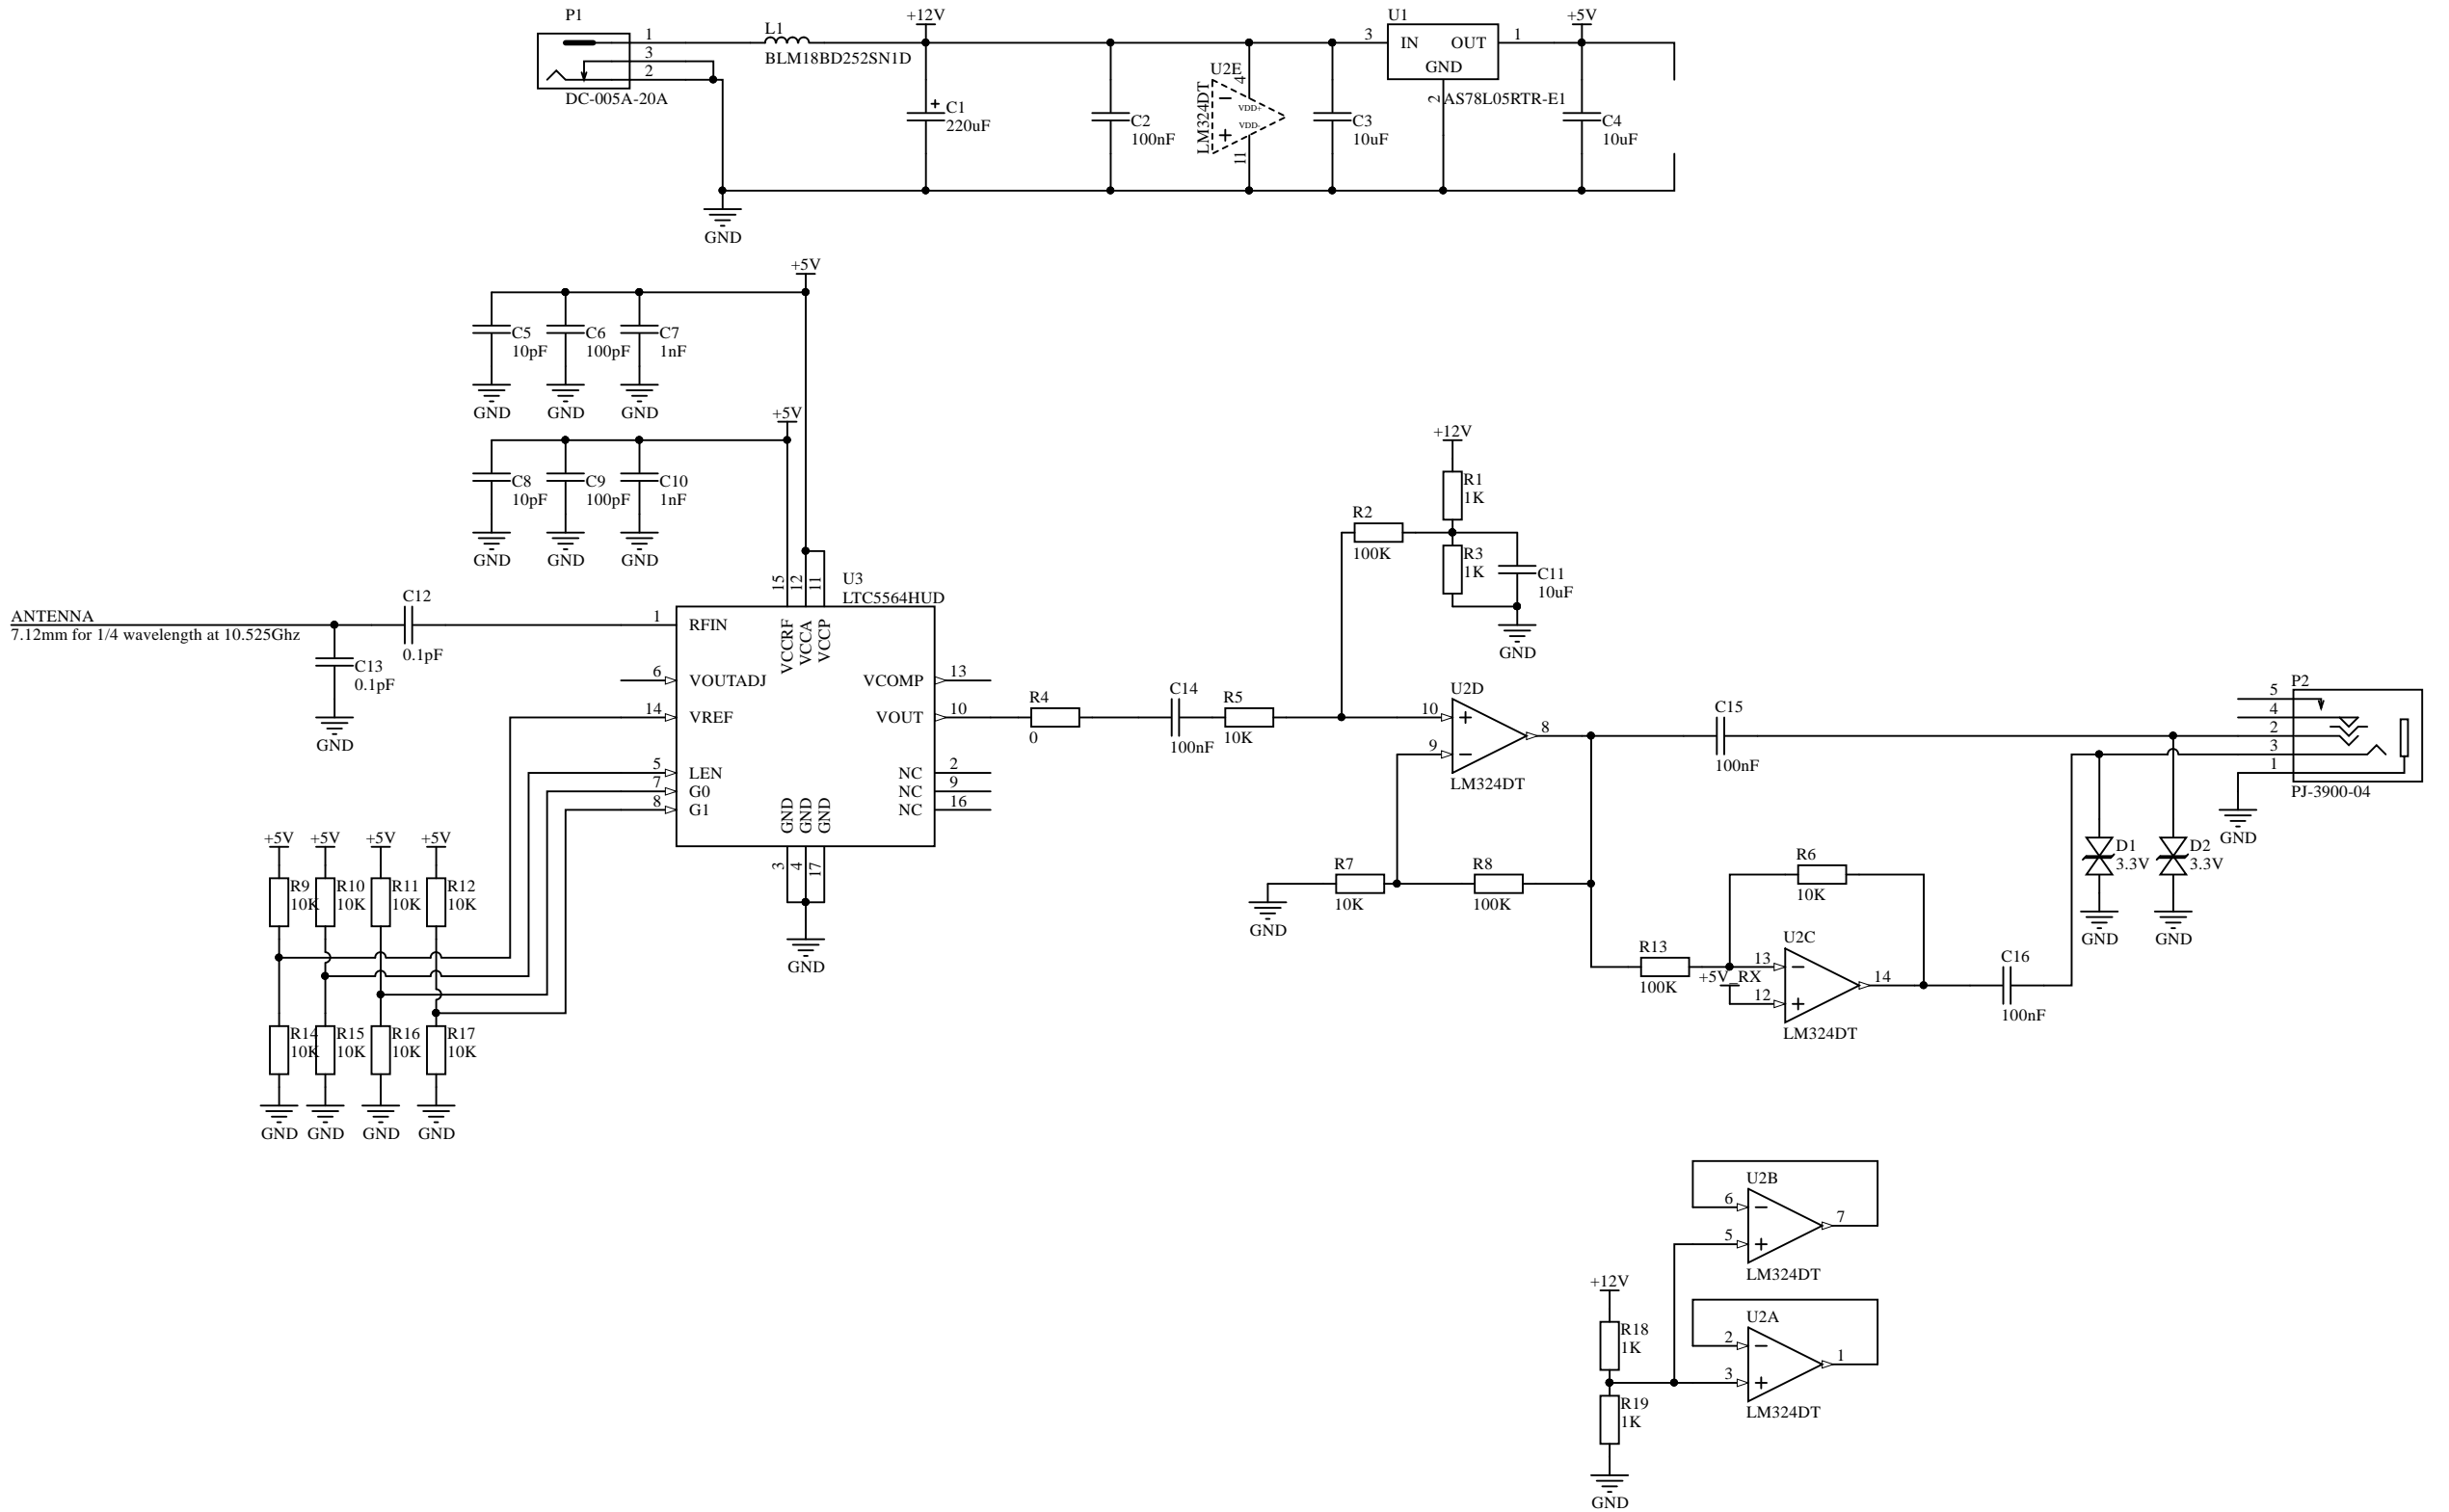 P1
1
3
2
DC-005A-20A
L1
BLM18BD252SN1D
+12V
+ C1
220uF
C2
100nF
U2E
LM324DT
4
VDD+
VDD-
11
C3
10uF
U1
3 IN OUT 1
GND
2
AS78L05RTR-E1
+5V
C4
10uF
GND
+5V
C5
10pF
C6
100pF
C7
1nF
GND GND GND
+5V
C8
10pF
C9
100pF
C10
1nF
GND GND GND
ANTENNA
7.12mm for 1/4 wavelength at 10.525Ghz
C12
0.1pF
C13
0.1pF
GND
U3
LTC5564HUD
15 12 11
VCCRF VCCA VCCP
1 RFIN
6 VOUTADJ
14 VREF
5 LEN
7 G0
8 G1
VCOMP 13
VOUT 10
NC 2
NC 9
NC 16
GND GND GND
3 4 17
GND
+5V +5V +5V +5V
R9
10K
R10
10K
R11
10K
R12
10K
R14
10K
R15
10K
R16
10K
R17
10K
GND GND GND GND
R4
0
C14
100nF
R5
10K
+12V
R1
1K
R2
100K
R3
1K
C11
10uF
GND
U2D
10 +
9 −
8
LM324DT
R7
10K
GND
R8
100K
C15
100nF
R13
100K
R6
10K
+5V_RX
U2C
13 −
12 +
14
LM324DT
C16
100nF
D1
3.3V
D2
3.3V
GND GND
P2
5
4
2
3
1
PJ-3900-04
GND
U2B
6 −
5 +
7
LM324DT
+12V
R18
1K
R19
1K
GND
U2A
2 −
3 +
1
LM324DT